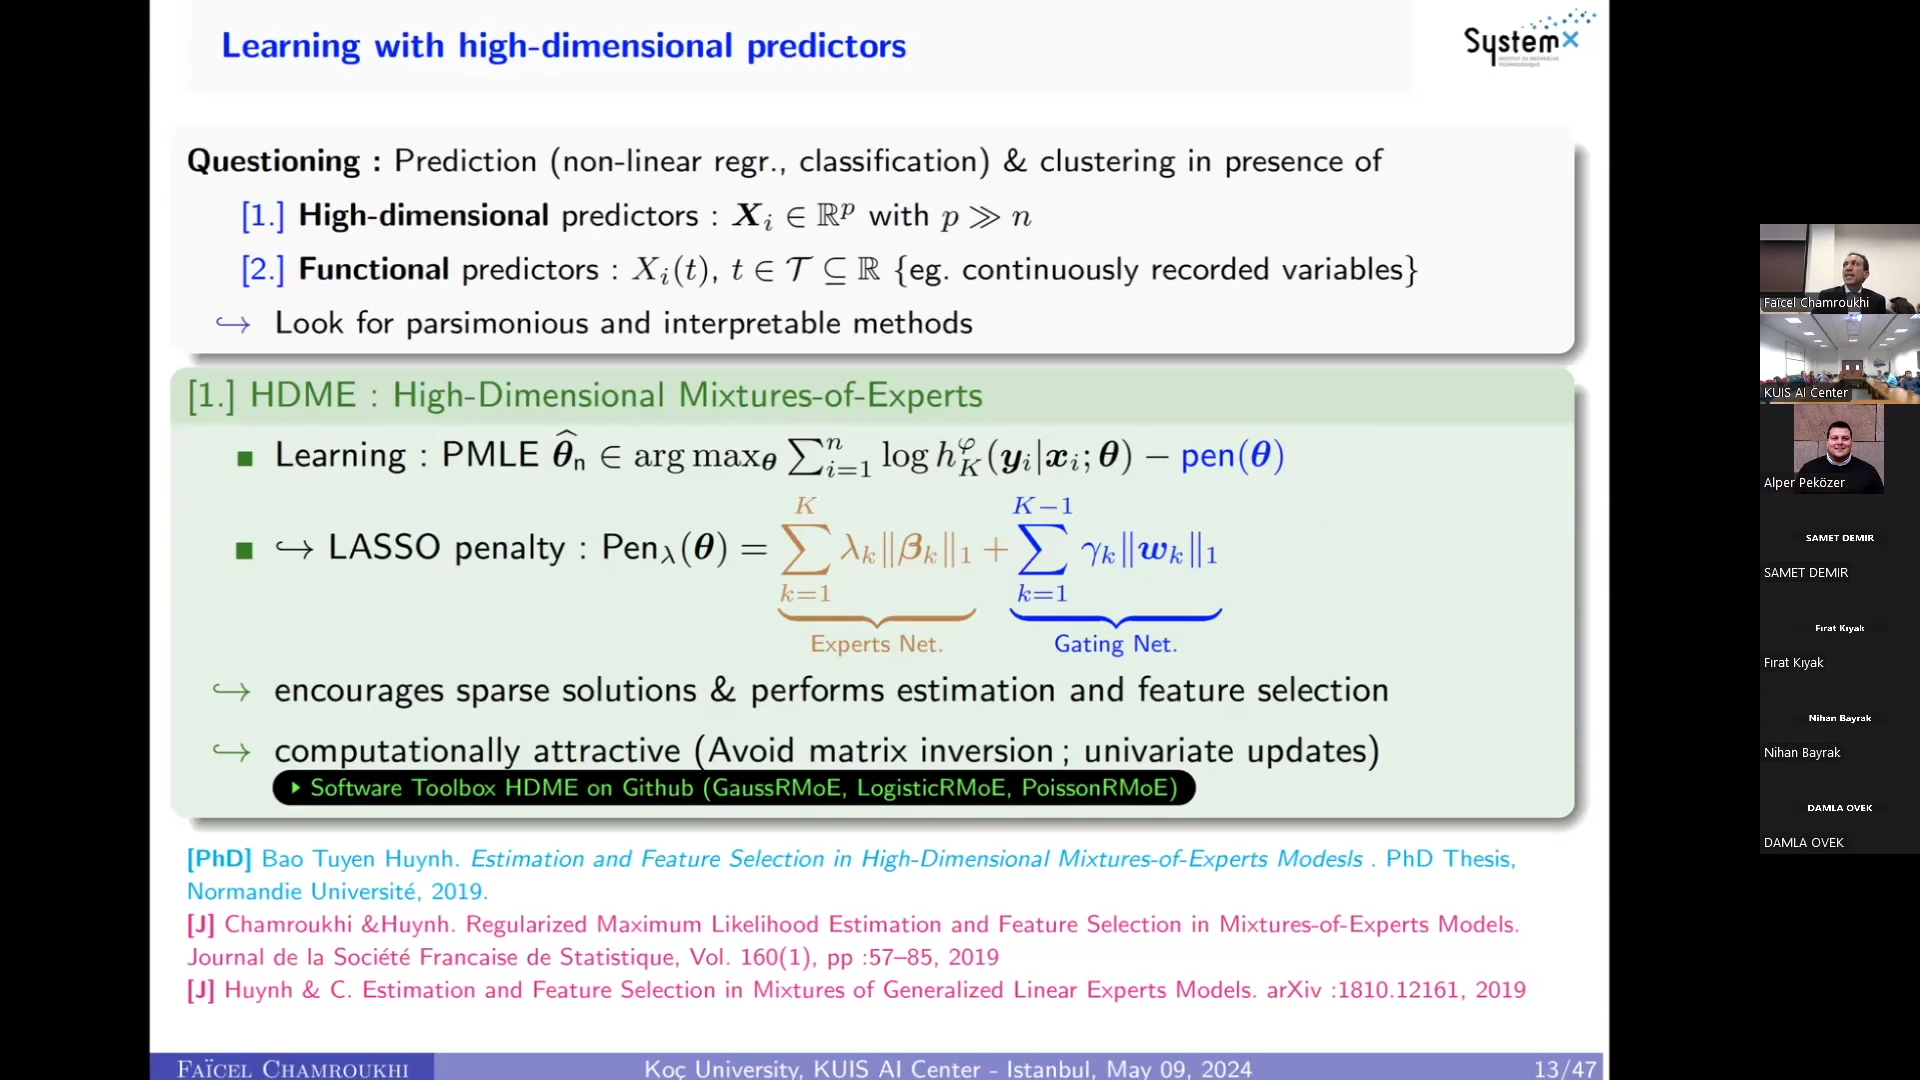 Learning with high-dimensional predictors
SystemX
INSTITUT DE RECHERCHE
TECHNOLOGIQUE
Questioning : Prediction (non-linear regr., classification) & clustering in presence of
[1.] High-dimensional predictors : X_i ∈ ℝ^p with p ≫ n
[2.] Functional predictors : X_i(t), t ∈ 𝒯 ⊆ ℝ {eg. continuously recorded variables}
↪ Look for parsimonious and interpretable methods
[1.] HDME : High-Dimensional Mixtures-of-Experts
■ Learning : PMLE θ̂_n ∈ arg max_θ ∑_{i=1}^n log h_K^φ(y_i|x_i; θ) − pen(θ)
■ ↪ LASSO penalty : Pen_λ(θ) = ∑_{k=1}^K λ_k‖β_k‖_1 + ∑_{k=1}^{K−1} γ_k‖w_k‖_1
Experts Net. Gating Net.
↪ encourages sparse solutions & performs estimation and feature selection
↪ computationally attractive (Avoid matrix inversion ; univariate updates)
▸ Software Toolbox HDME on Github (GaussRMoE, LogisticRMoE, PoissonRMoE)
[PhD] Bao Tuyen Huynh. Estimation and Feature Selection in High-Dimensional Mixtures-of-Experts Modesls . PhD Thesis,
Normandie Université, 2019.
[J] Chamroukhi &Huynh. Regularized Maximum Likelihood Estimation and Feature Selection in Mixtures-of-Experts Models.
Journal de la Société Francaise de Statistique, Vol. 160(1), pp :57–85, 2019
[J] Huynh & C. Estimation and Feature Selection in Mixtures of Generalized Linear Experts Models. arXiv :1810.12161, 2019
FAÏCEL CHAMROUKHI
Koç University, KUIS AI Center - Istanbul, May 09, 2024
13/47
Faïcel Chamroukhi
KUIS AI Center
Alper Peközer
SAMET DEMIR
SAMET DEMIR
Fırat Kıyak
Fırat Kıyak
Nihan Bayrak
Nihan Bayrak
DAMLA OVEK
DAMLA OVEK